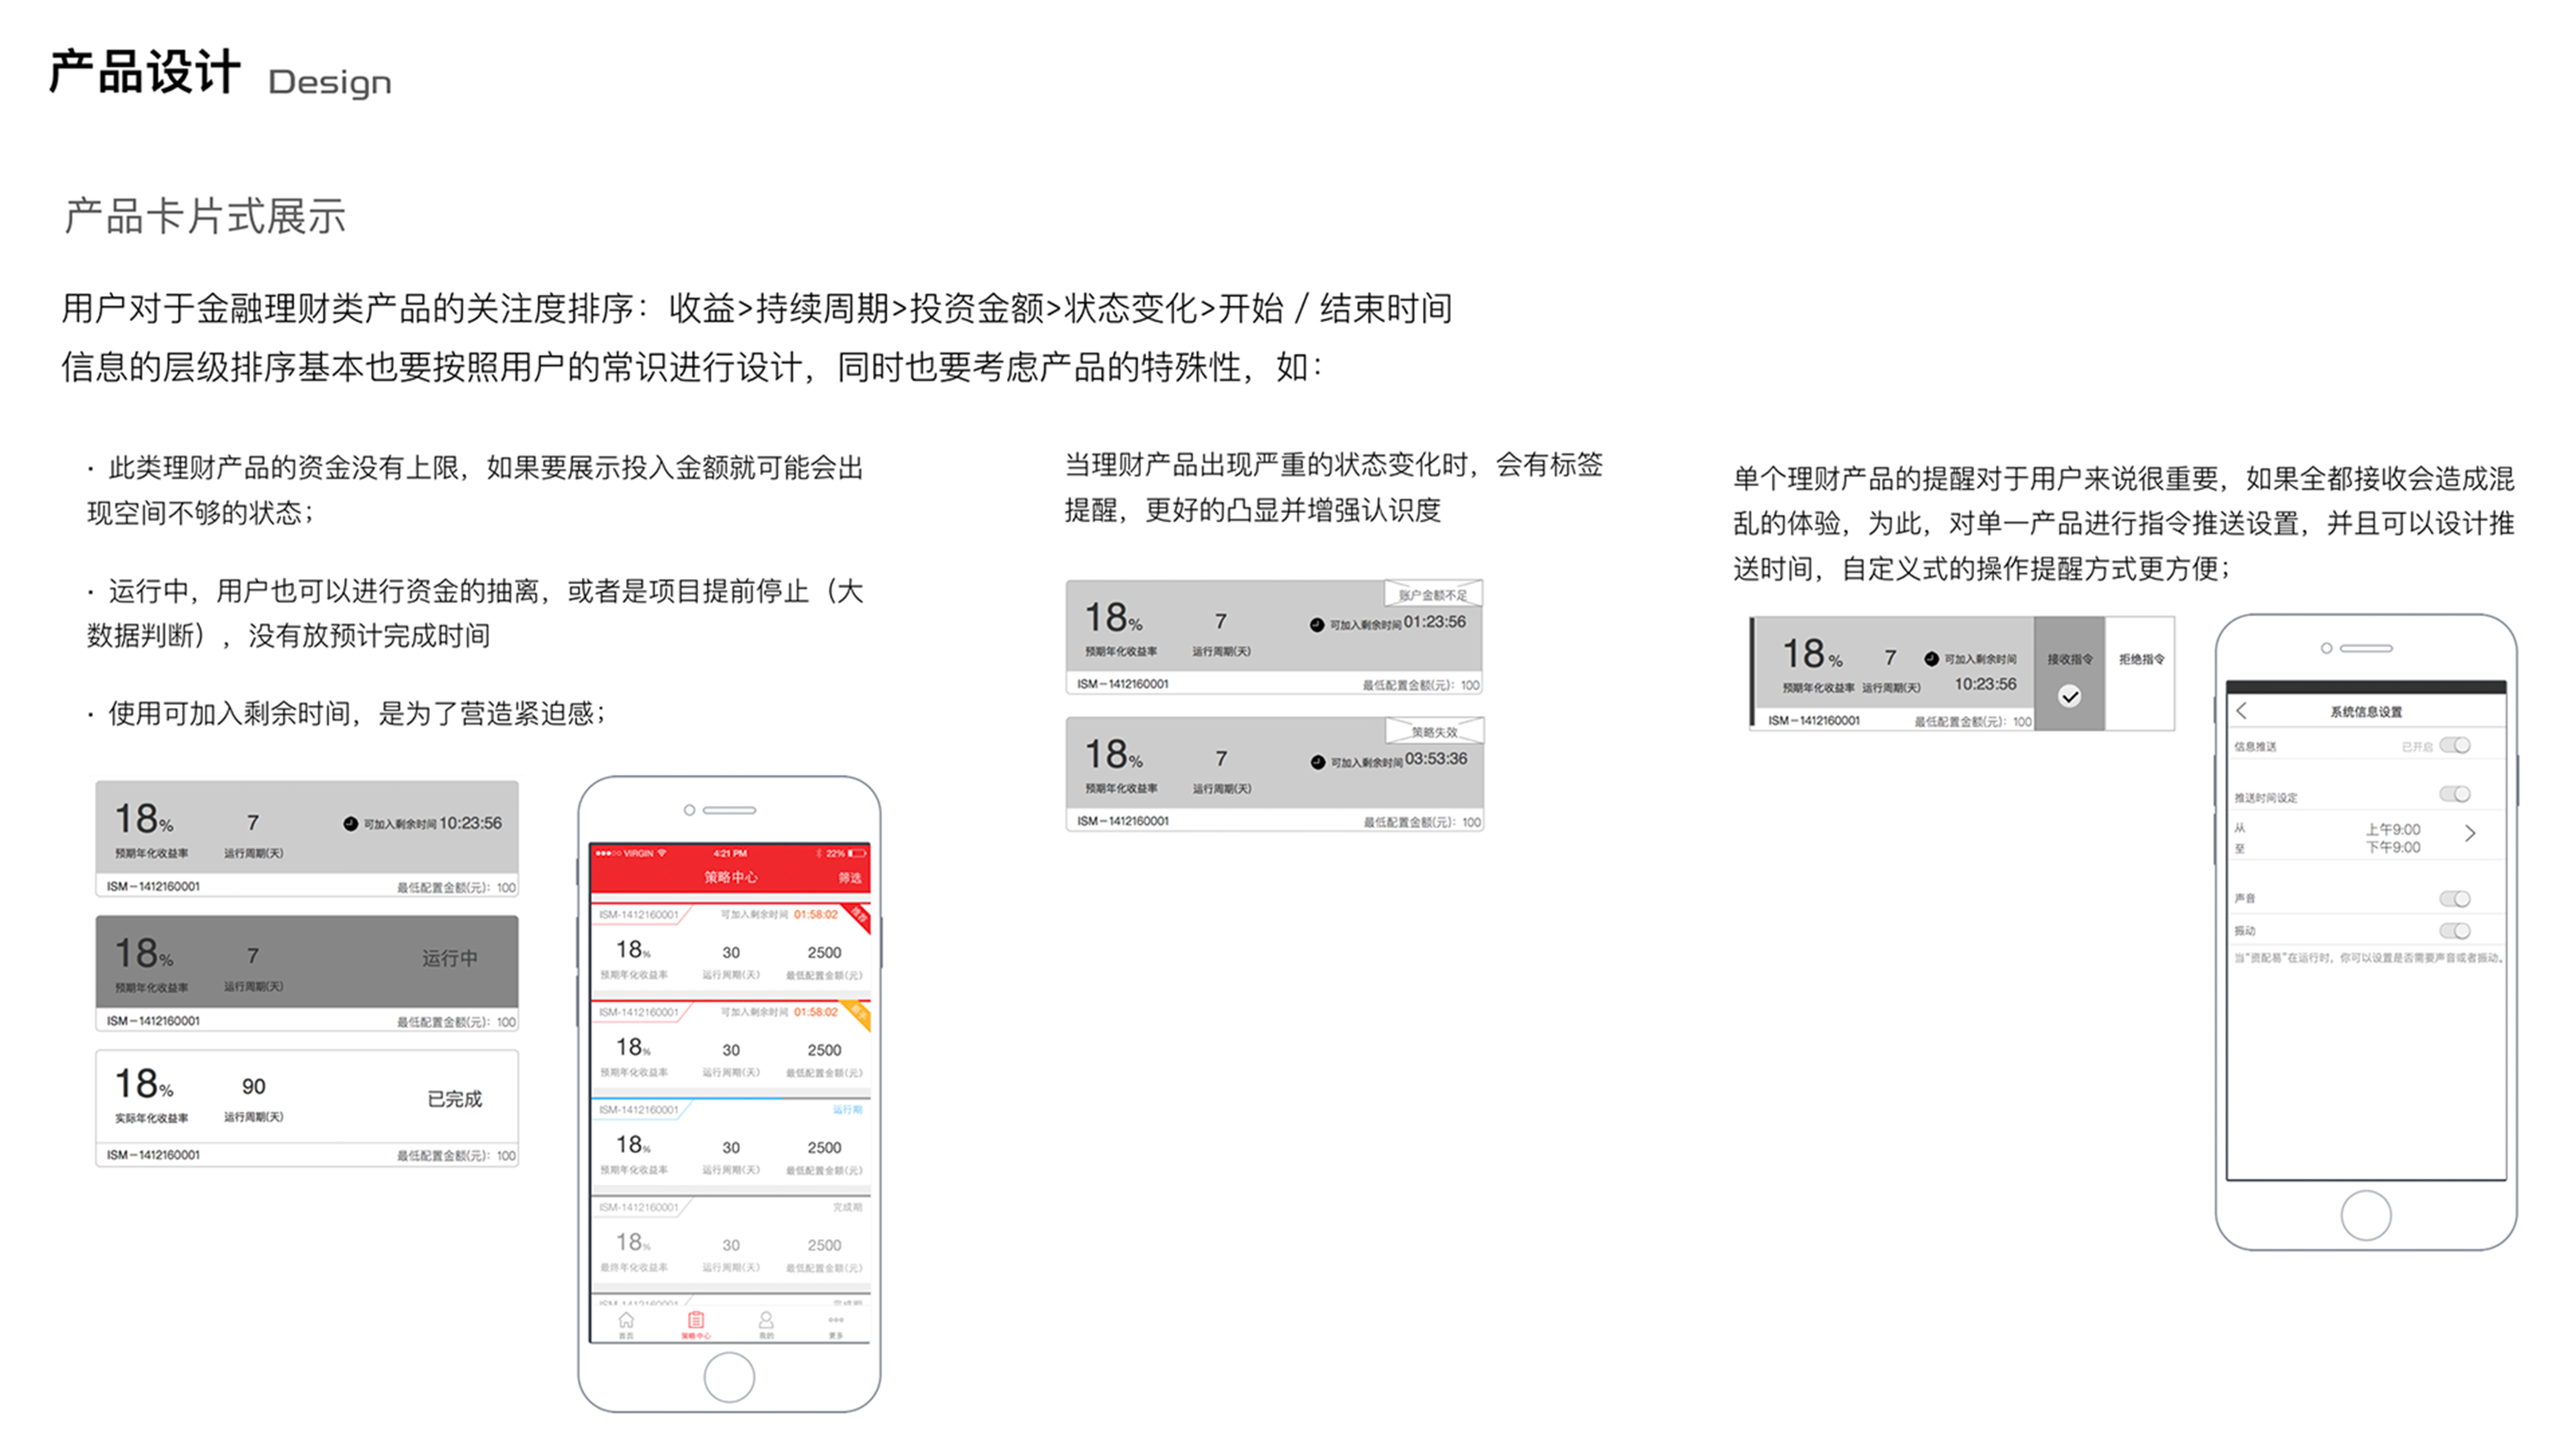 产品设计 Design
产品卡片式展示
用户对于金融理财类产品的关注度排序：收益>持续周期>投资金额>状态变化>开始 / 结束时间
信息的层级排序基本也要按照用户的常识进行设计，同时也要考虑产品的特殊性，如：
· 此类理财产品的资金没有上限，如果要展示投入金额就可能会出
现空间不够的状态；
· 运行中，用户也可以进行资金的抽离，或者是项目提前停止（大
数据判断），没有放预计完成时间
· 使用可加入剩余时间，是为了营造紧迫感；
18% 7 可加入剩余时间 10:23:56
预期年化收益率 运行周期(天)
ISM－1412160001 最低配置金额(元)：100
18% 7 运行中
预期年化收益率 运行周期(天)
ISM－1412160001 最低配置金额(元)：100
18% 90 已完成
实际年化收益率 运行周期(天)
ISM－1412160001 最低配置金额(元)：100
VIRGIN 4:21 PM 22%
策略中心 筛选
ISM-1412160001 可加入剩余时间 01:58:02 推荐
18% 30 2500
预期年化收益率 运行周期(天) 最低配置金额(元)
ISM-1412160001 可加入剩余时间 01:58:02
18% 30 2500
预期年化收益率 运行周期(天) 最低配置金额(元)
ISM-1412160001 运行期
18% 30 2500
预期年化收益率 运行周期(天) 最低配置金额(元)
ISM-1412160001 完成期
18% 30 2500
最终年化收益率 运行周期(天) 最低配置金额(元)
ISM-1412160001 完成期
首页 策略中心 我的 更多
当理财产品出现严重的状态变化时，会有标签
提醒，更好的凸显并增强认识度
账户金额不足
18% 7 可加入剩余时间 01:23:56
预期年化收益率 运行周期(天)
ISM－1412160001 最低配置金额(元)：100
策略失效
18% 7 可加入剩余时间 03:53:36
预期年化收益率 运行周期(天)
ISM－1412160001 最低配置金额(元)：100
单个理财产品的提醒对于用户来说很重要，如果全都接收会造成混
乱的体验，为此，对单一产品进行指令推送设置，并且可以设计推
送时间，自定义式的操作提醒方式更方便；
18% 7 可加入剩余时间 接收指令 拒绝指令
预期年化收益率 运行周期(天) 10:23:56
ISM－1412160001 最低配置金额(元)：100
系统信息设置
信息推送 已开启
推送时间设定
从 上午9:00
至 下午9:00
声音
振动
当“资配易”在运行时，你可以设置是否需要声音或者振动。